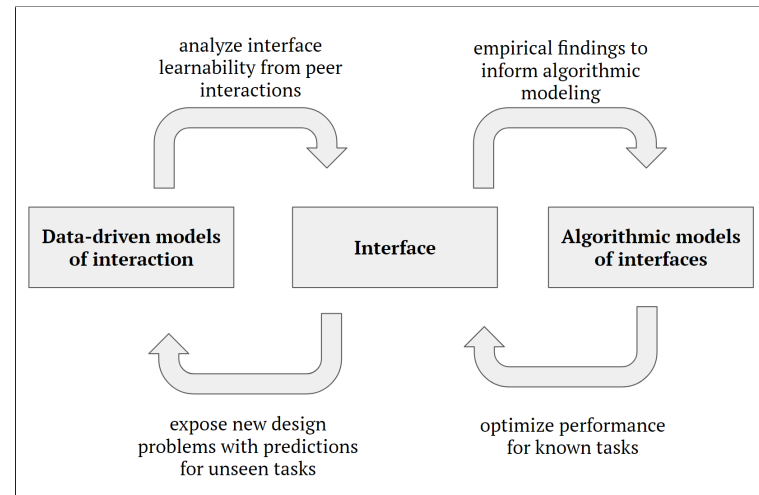 analyze interface
learnability from peer
interactions
empirical findings to
inform algorithmic
modeling
Data-driven models
of interaction
Interface
Algorithmic models
of interfaces
expose new design
problems with predictions
for unseen tasks
optimize performance
for known tasks